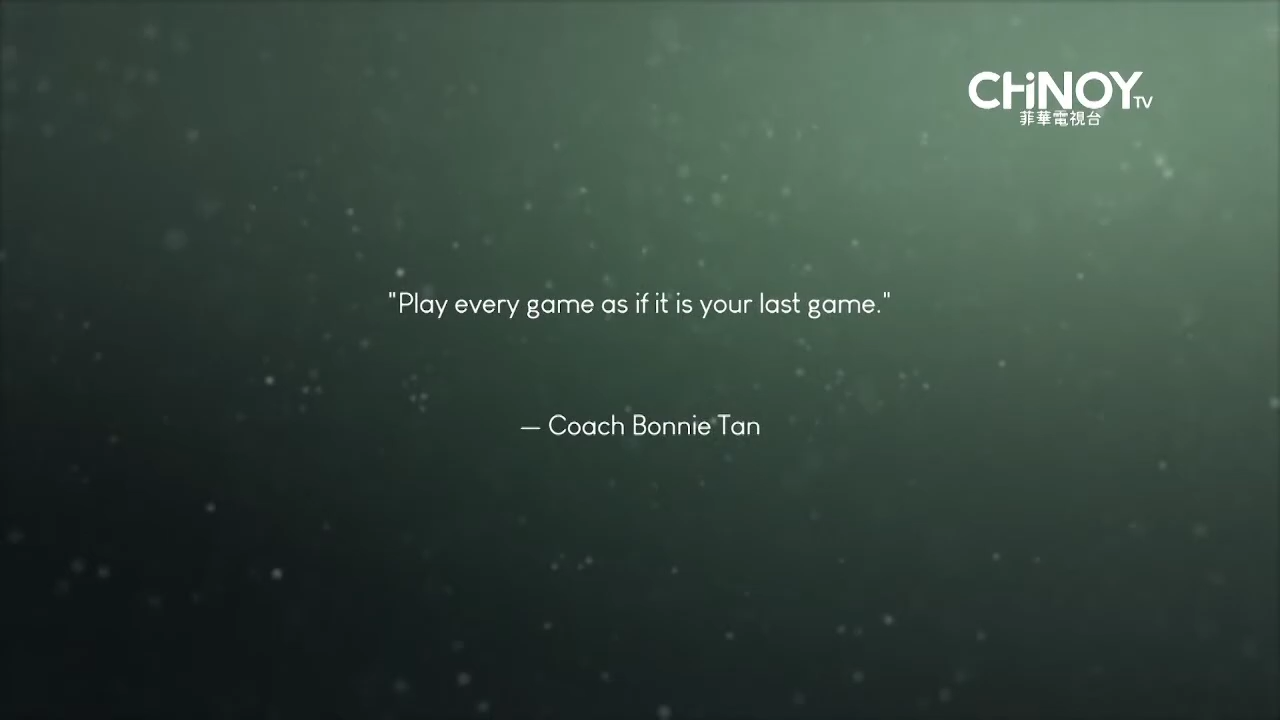 CHiNOY TV
菲華電視台
"Play every game as if it is your last game."
— Coach Bonnie Tan